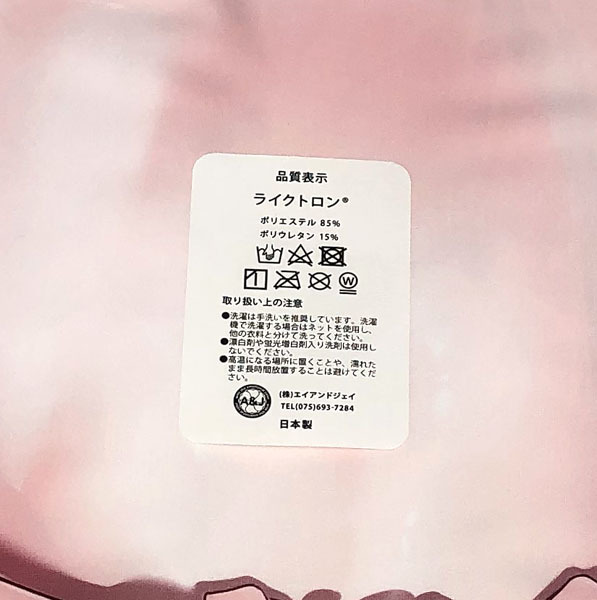 品質表示
ライクトロン®
ポリエステル 85%
ポリウレタン 15%
W
取り扱い上の注意
●洗濯は手洗いを推奨しています。洗濯
機で洗濯する場合はネットを使用し、
他の衣料と分けて洗ってください。
●漂白剤や蛍光増白剤入り洗剤は使用し
ないでください。
●高温になる場所に置くことや、濡れた
まま長時間放置することは避けてくだ
さい。
A&J
(株)エイアンドジェイ
TEL(075)693-7284
日本製